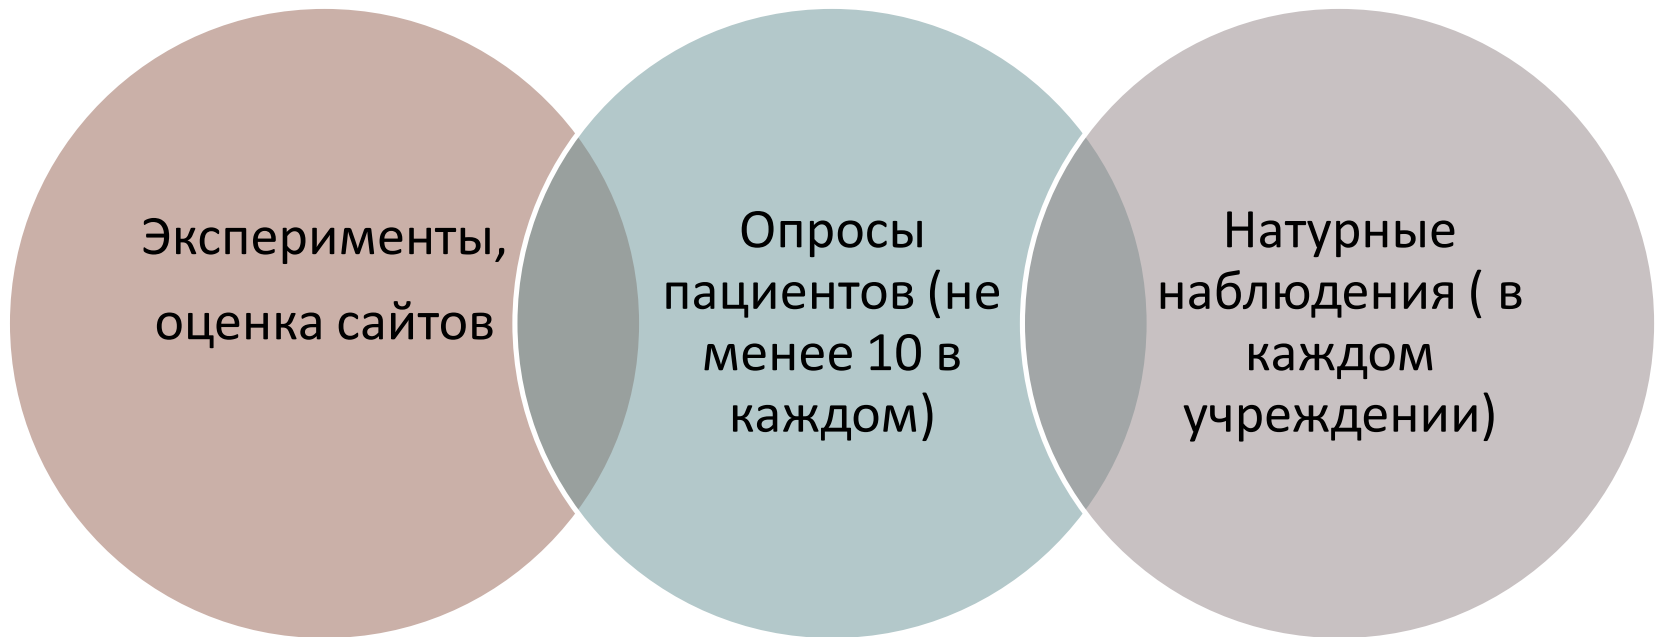 Эксперименты,
оценка сайтов
Опросы
пациентов (не
менее 10 в
каждом)
Натурные
наблюдения ( в
каждом
учреждении)